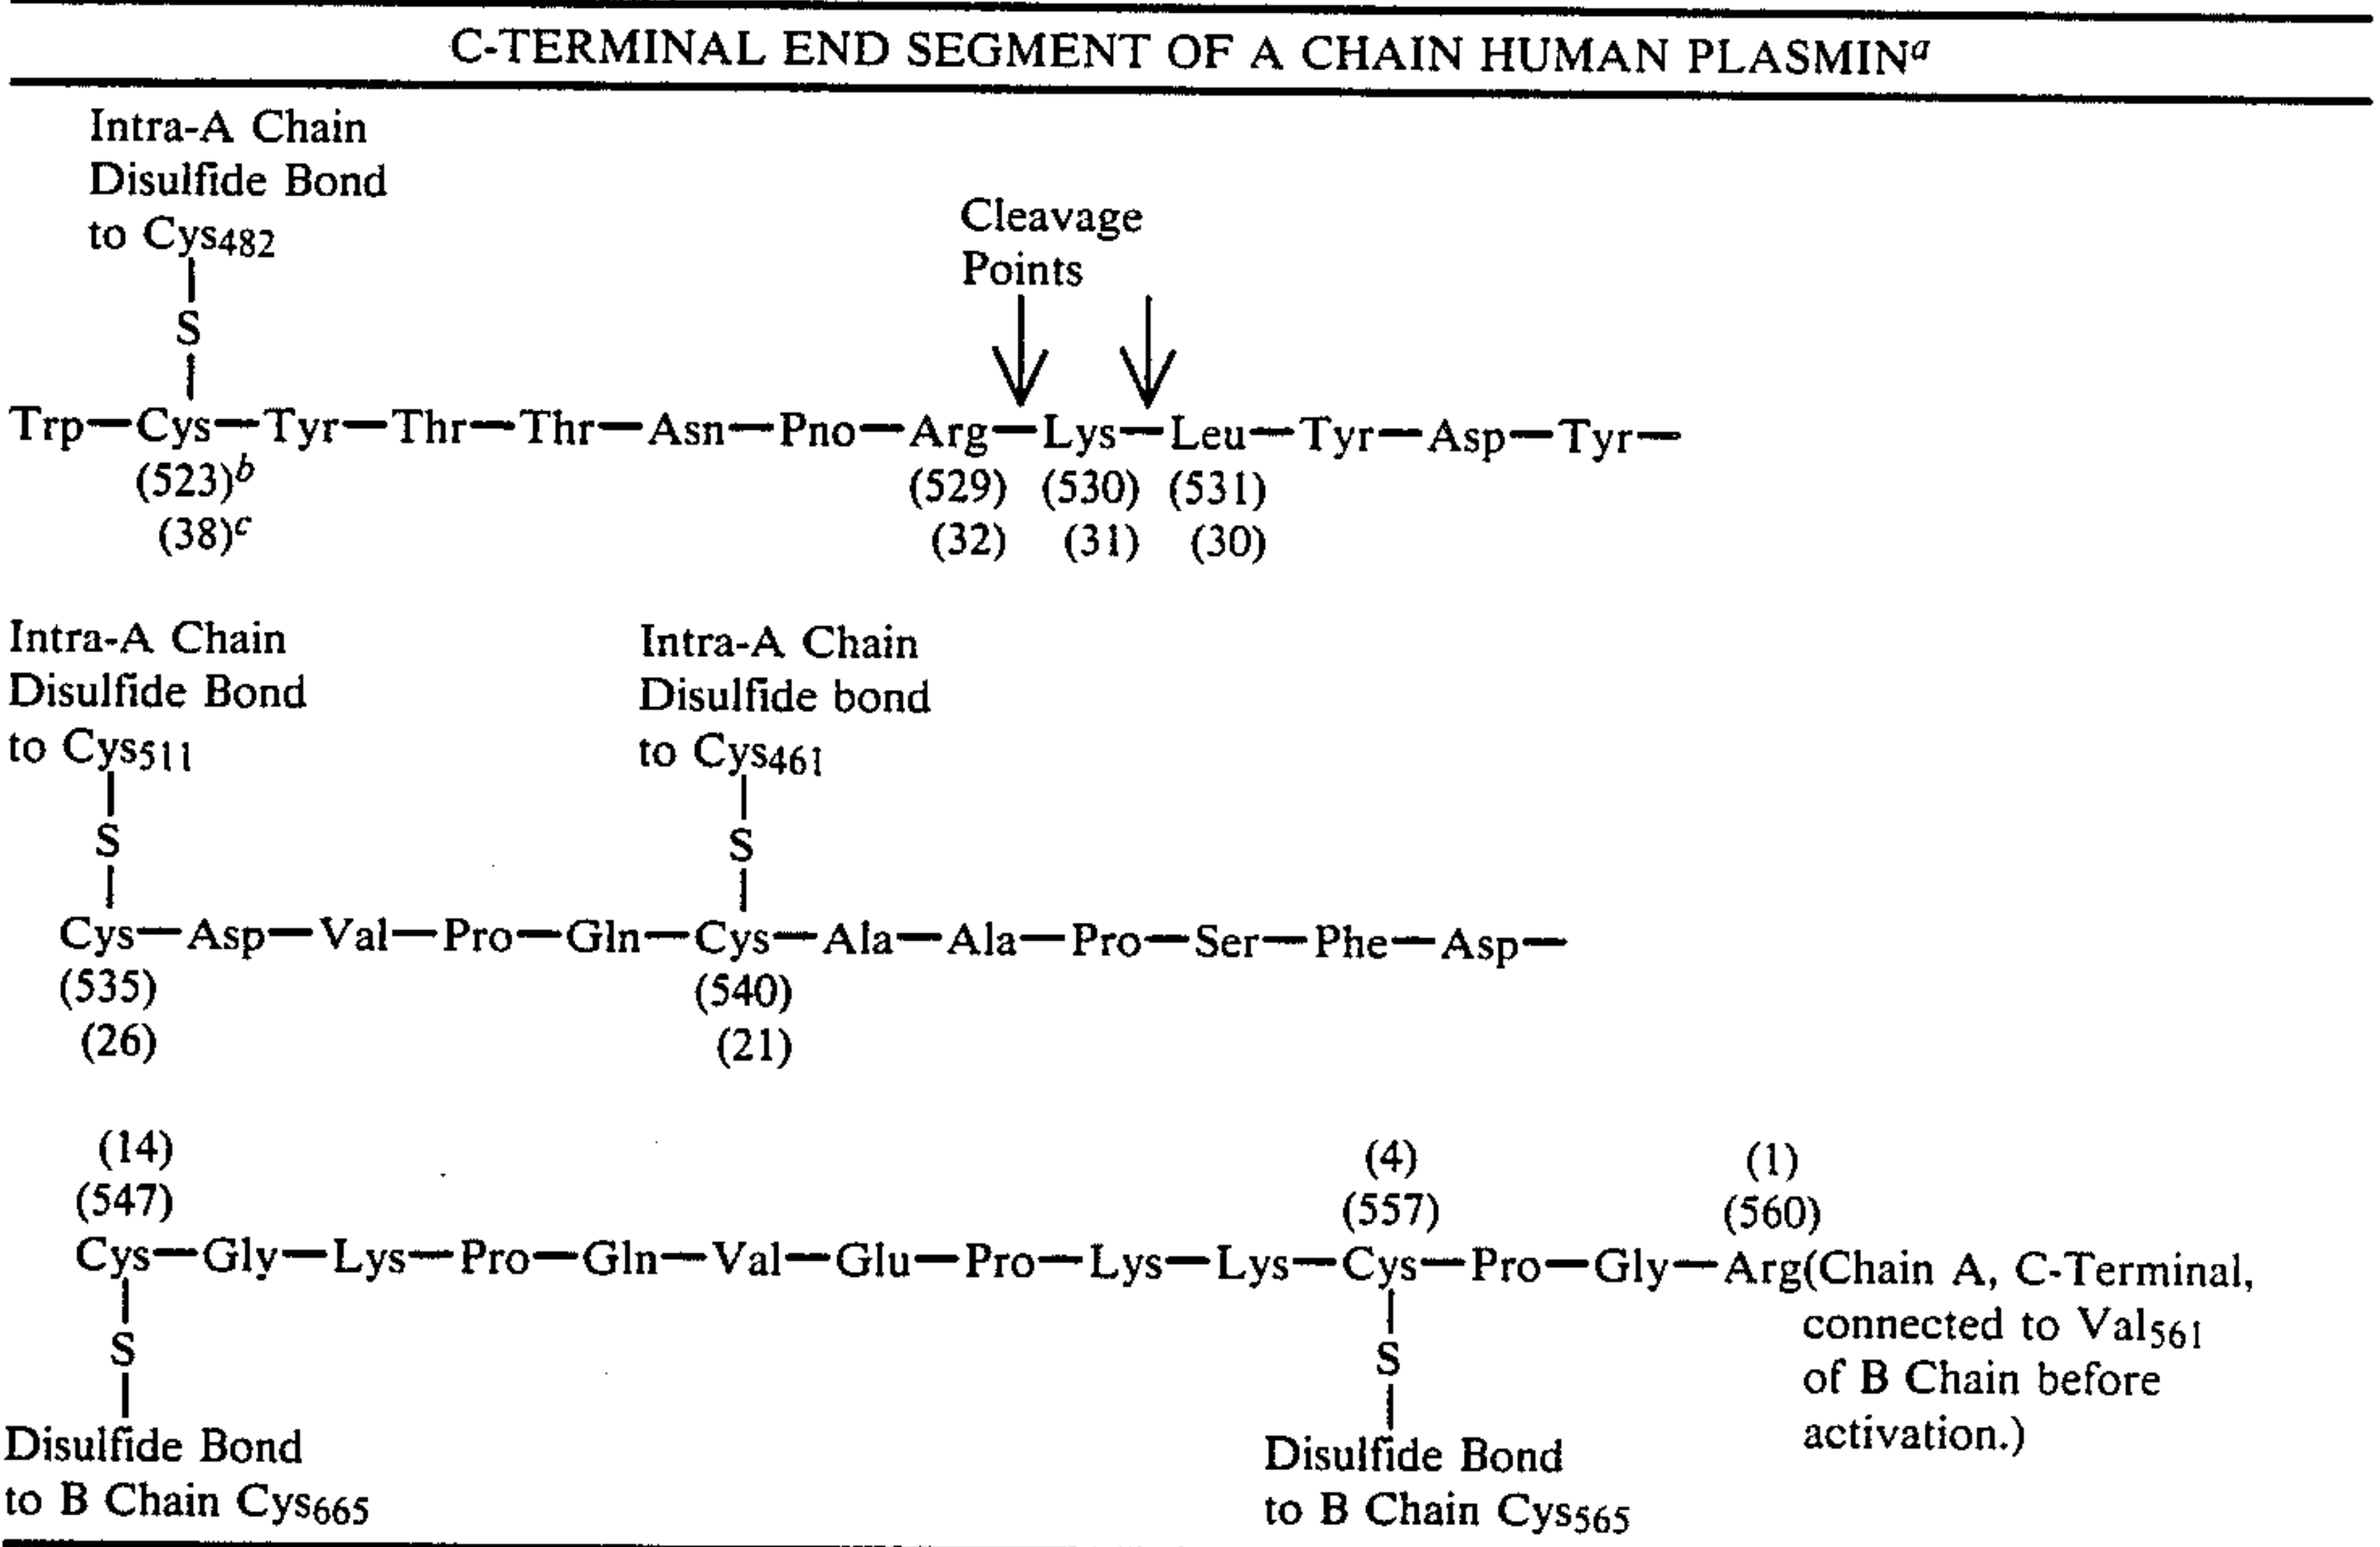 C-TERMINAL END SEGMENT OF A CHAIN HUMAN PLASMINᵃ
Intra-A Chain
Disulfide Bond
to Cys₄₈₂
Cleavage
Points
S
Trp—Cys—Tyr—Thr—Thr—Asn—Pno—Arg—Lys—Leu—Tyr—Asp—Tyr—
(523)ᵇ (529) (530) (531)
(38)ᶜ (32) (31) (30)
Intra-A Chain Intra-A Chain
Disulfide Bond Disulfide bond
to Cys₅₁₁ to Cys₄₆₁
S S
Cys—Asp—Val—Pro—Gln—Cys—Ala—Ala—Pro—Ser—Phe—Asp—
(535) (540)
(26) (21)
(14) (4) (1)
(547) (557) (560)
Cys—Gly—Lys—Pro—Gln—Val—Glu—Pro—Lys—Lys—Cys—Pro—Gly—Arg(Chain A, C-Terminal,
connected to Val₅₆₁
S S
of B Chain before
activation.)
Disulfide Bond Disulfide Bond
to B Chain Cys₆₆₅ to B Chain Cys₅₆₅